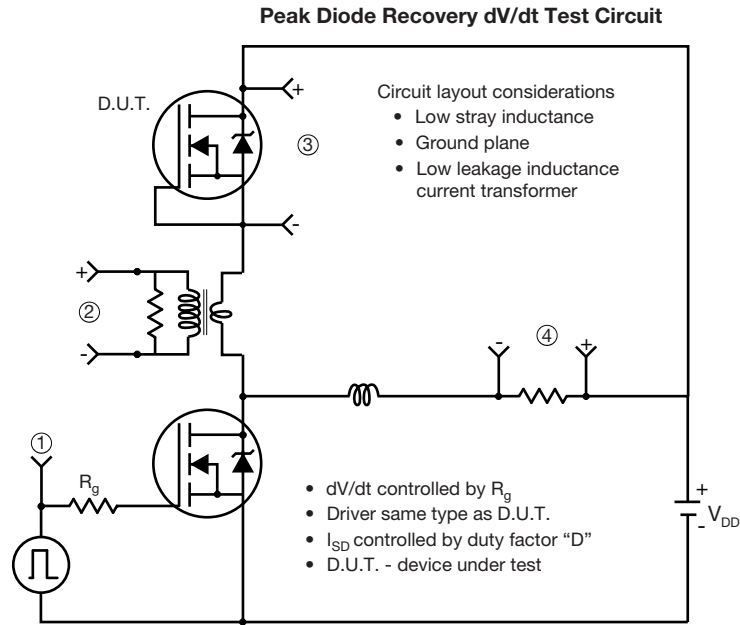 Peak Diode Recovery dV/dt Test Circuit
D.U.T.
+
③
-
Circuit layout considerations
• Low stray inductance
• Ground plane
• Low leakage inductance
current transformer
+
②
-
-
④
+
①
Rg
• dV/dt controlled by Rg
• Driver same type as D.U.T.
• ISD controlled by duty factor “D”
• D.U.T. - device under test
+
VDD
-